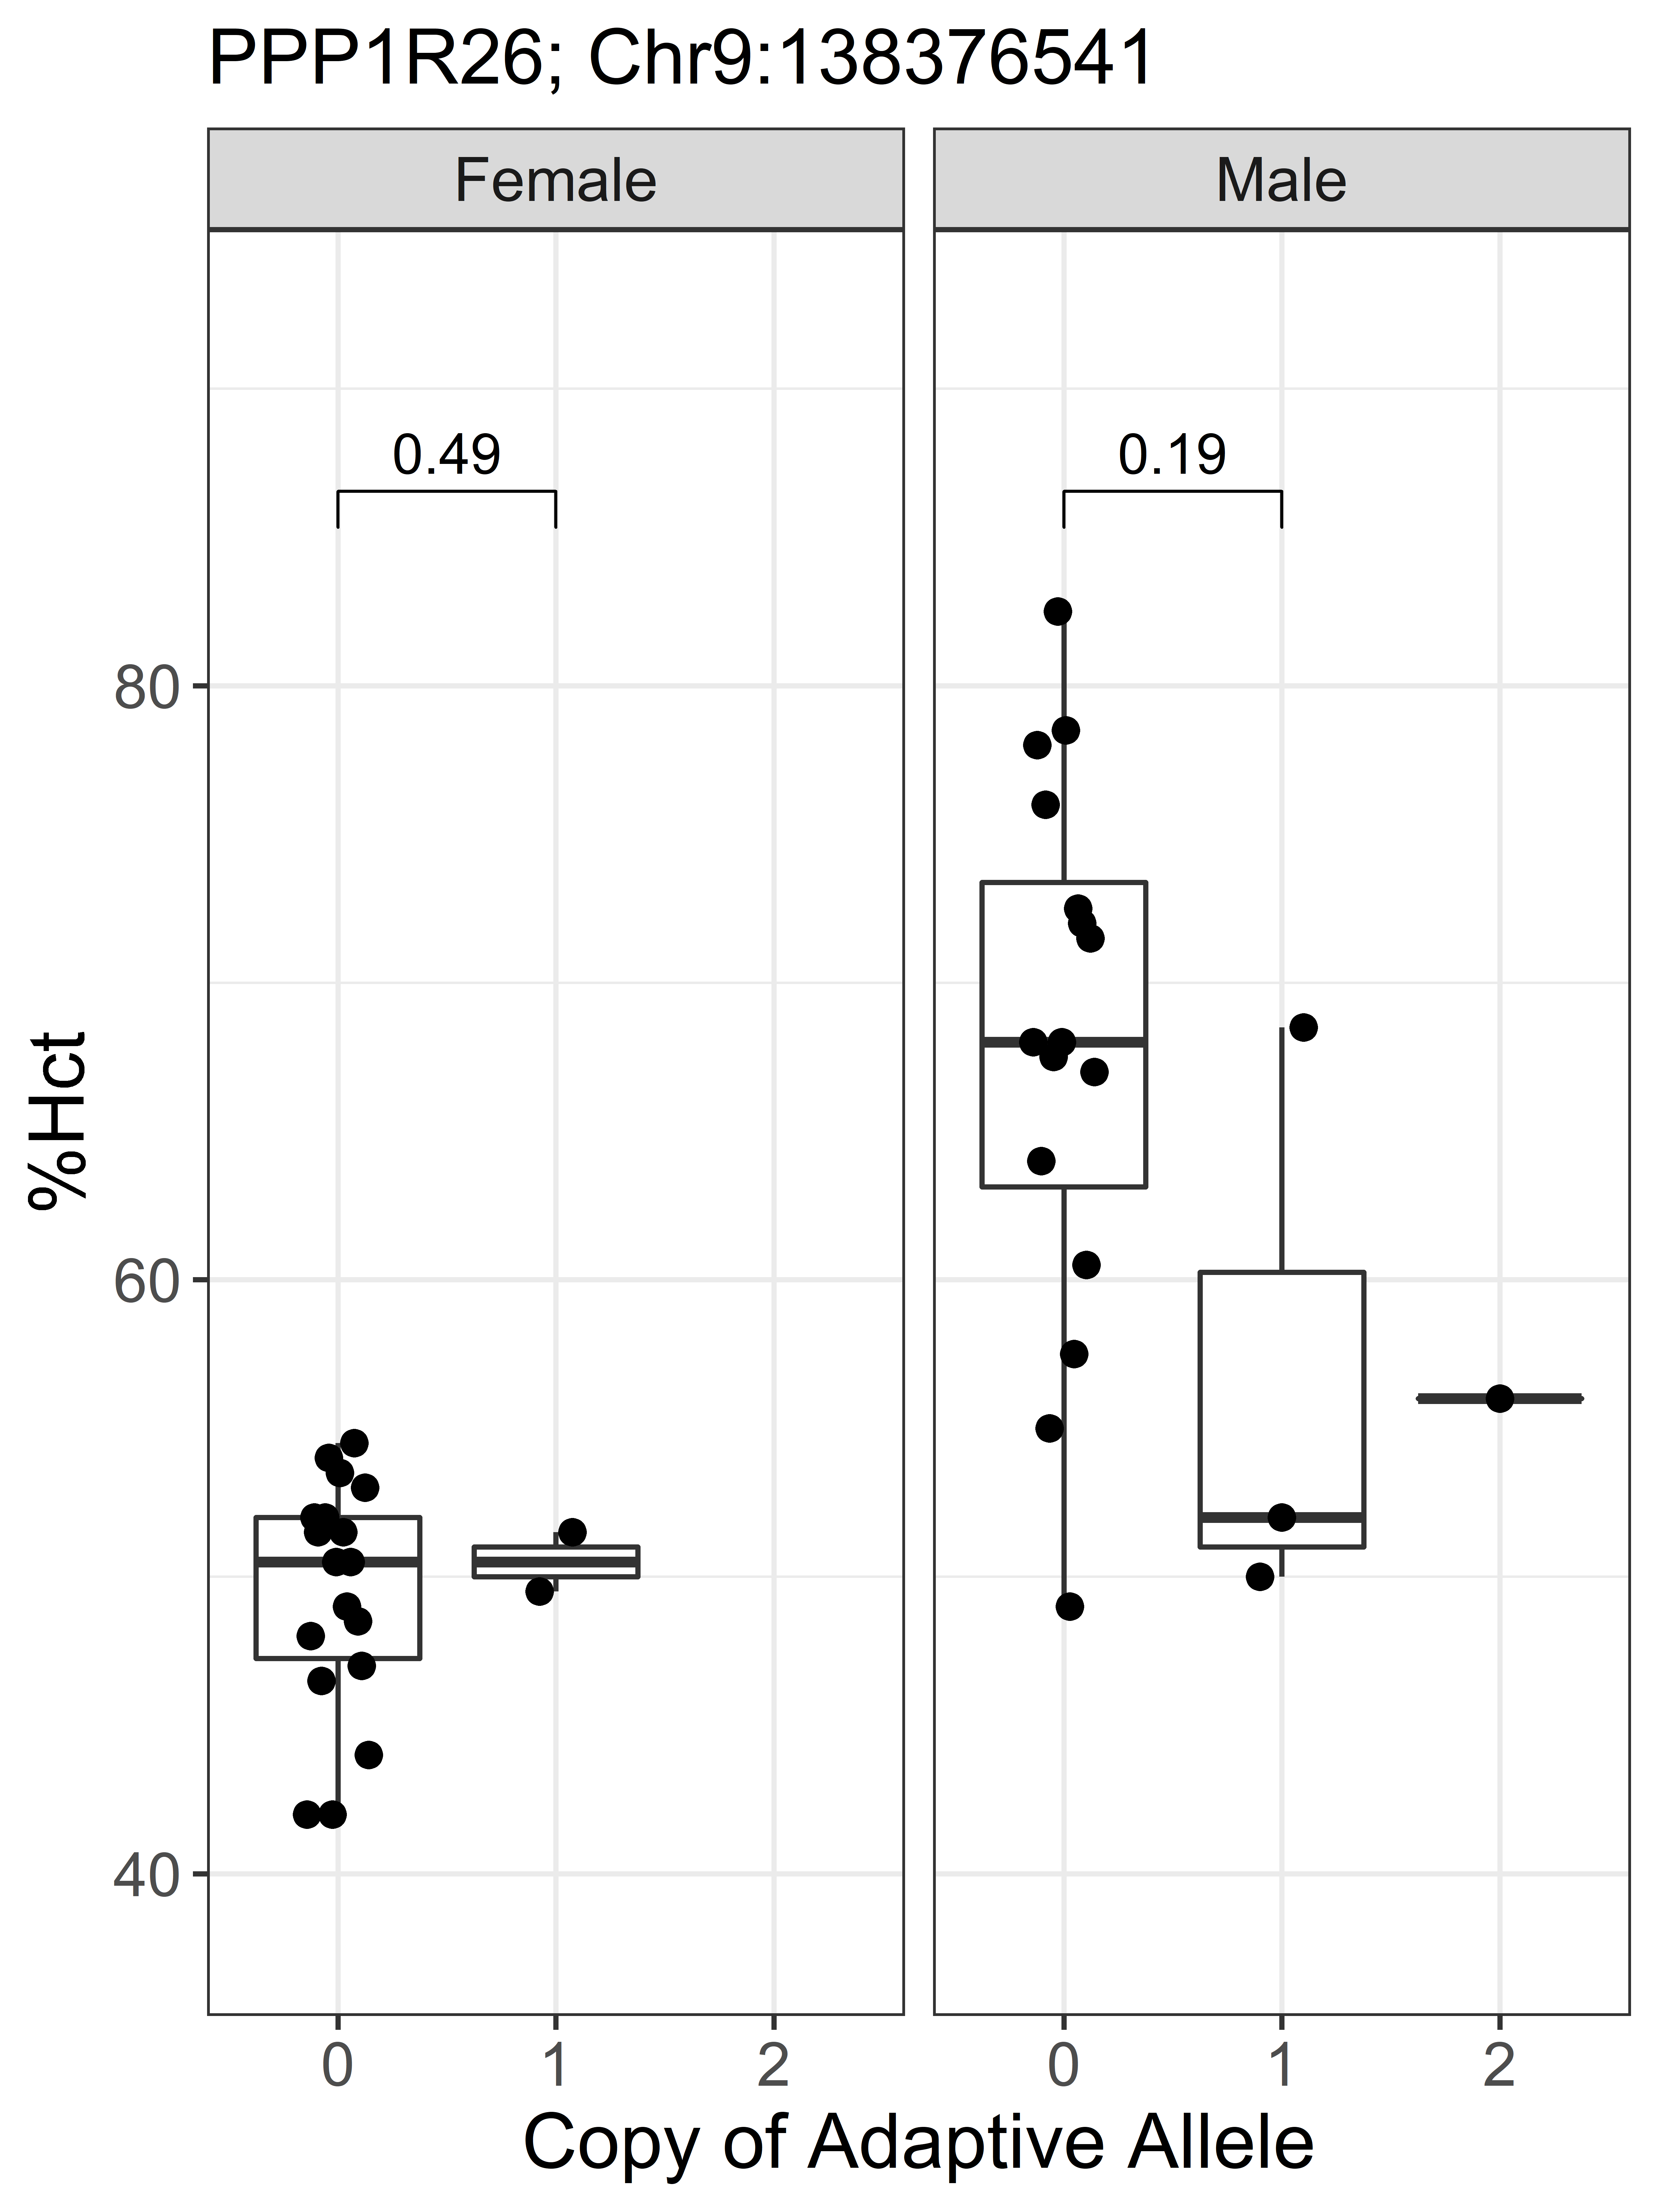 PPP1R26; Chr9:138376541
Female
Male
0.49
0.19
80
60
40
%Hct
0 1 2
0 1 2
Copy of Adaptive Allele